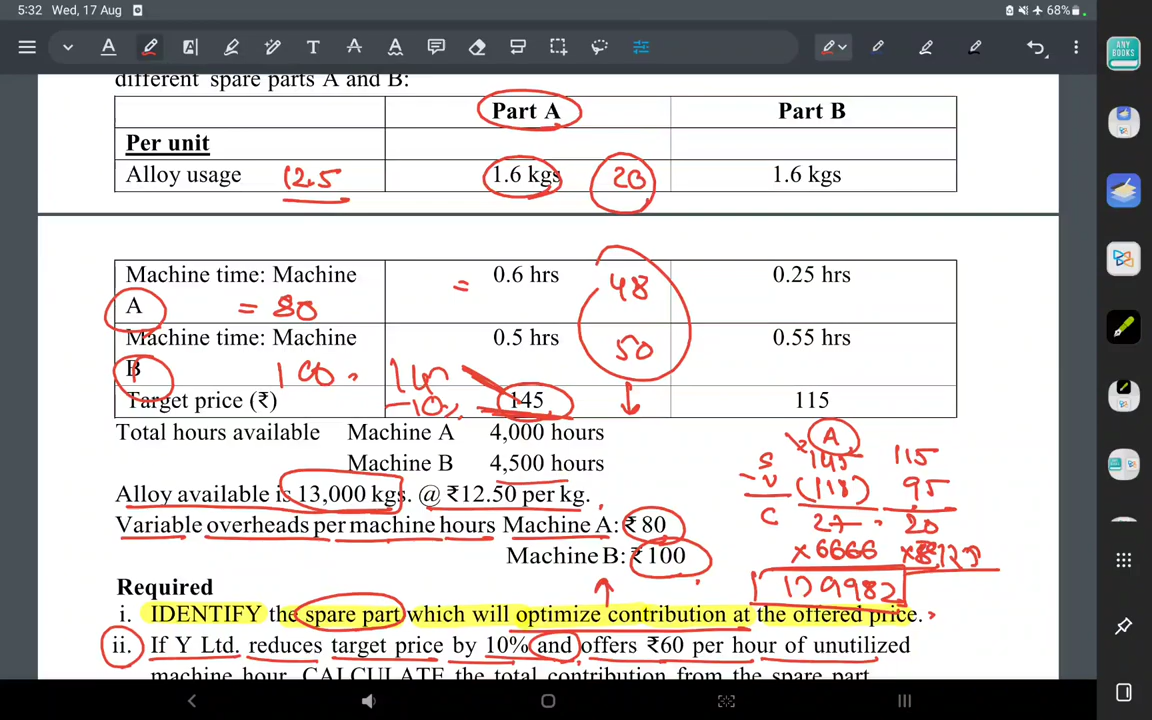 5:32 Wed, 17 Aug
68%
different spare parts A and B:
Part A Part B
Per unit
Alloy usage 12.5 1.6 kgs 20 1.6 kgs
Machine time: Machine A = 80 = 0.6 hrs 48 0.25 hrs
Machine time: Machine B 100 0.5 hrs 50 0.55 hrs
145
-10%
Target price (₹) 145 115
Total hours available Machine A 4,000 hours
Machine B 4,500 hours
Alloy available is 13,000 kgs. @ ₹12.50 per kg.
Variable overheads per machine hours Machine A: ₹ 80
Machine B: ₹ 100
A
S 145 115
- V (118) 95
C 27 20
×6666
179982
Required
i. IDENTIFY the spare part which will optimize contribution at the offered price.
ii. If Y Ltd. reduces target price by 10% and offers ₹60 per hour of unutilized
machine hour, CALCULATE the total contribution from the spare part
ANY BOOKS